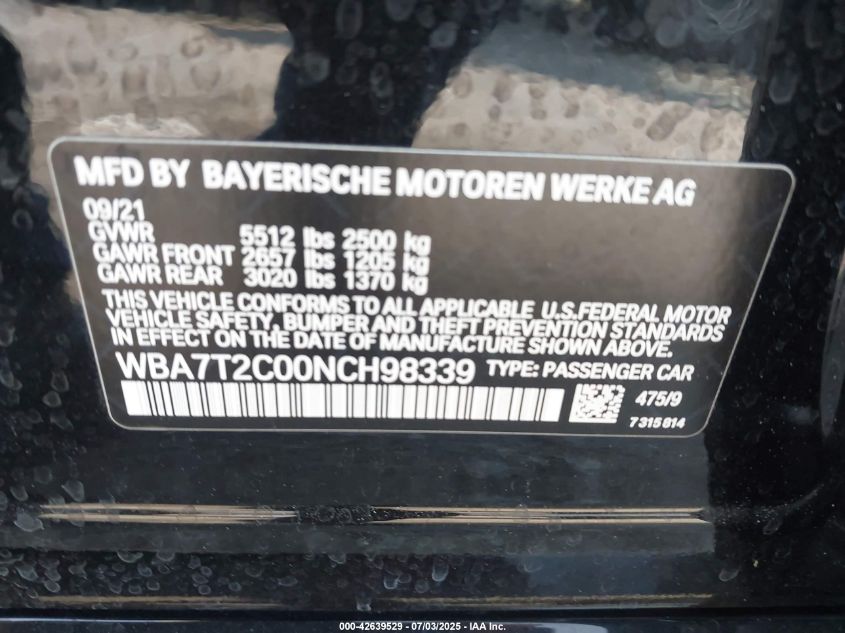 MFD BY BAYERISCHE MOTOREN WERKE AG
09/21
GVWR 5512 lbs 2500 kg
GAWR FRONT 2657 lbs 1205 kg
GAWR REAR 3020 lbs 1370 kg
THIS VEHICLE CONFORMS TO ALL APPLICABLE U.S.FEDERAL MOTOR
VEHICLE SAFETY, BUMPER AND THEFT PREVENTION STANDARDS
IN EFFECT ON THE DATE OF MANUFACTURE SHOWN ABOVE.
WBA7T2C00NCH98339 TYPE: PASSENGER CAR
475/9
7315814
000-42639529 - 07/03/2025 - IAA Inc.